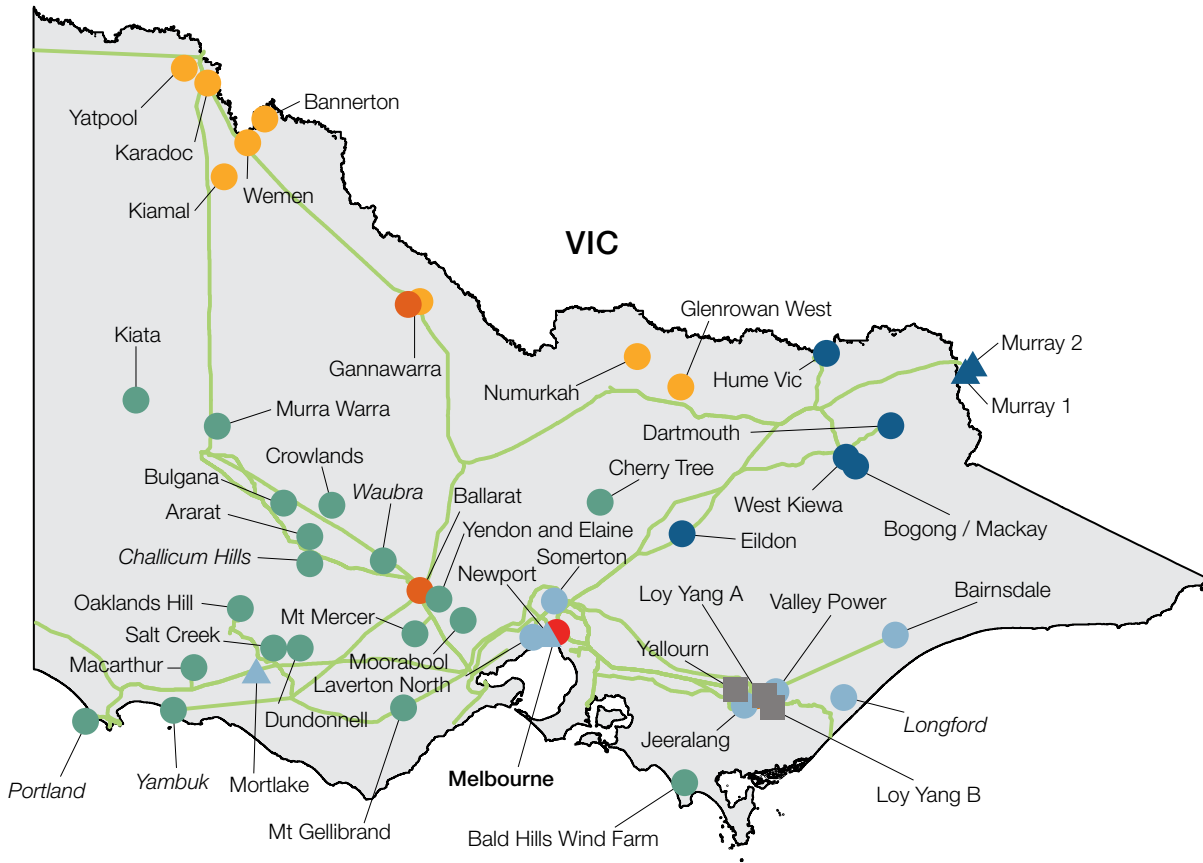 Bannerton
Yatpool
Karadoc
Wemen
Kiamal
VIC
Glenrowan West
Kiata
Murray 2
Gannawarra
Numurkah
Hume Vic
Murray 1
Murra Warra
Dartmouth
Crowlands
Cherry Tree
Bulgana
Waubra
Ballarat
West Kiewa
Ararat
Yendon and Elaine
Bogong / Mackay
Challicum Hills
Somerton
Eildon
Newport
Loy Yang A
Valley Power
Bairnsdale
Oaklands Hill
Mt Mercer
Salt Creek
Yallourn
Macarthur
Moorabool
Laverton North
Dundonnell
Longford
Jeeralang
Portland
Yambuk
Mortlake
Melbourne
Loy Yang B
Mt Gellibrand
Bald Hills Wind Farm